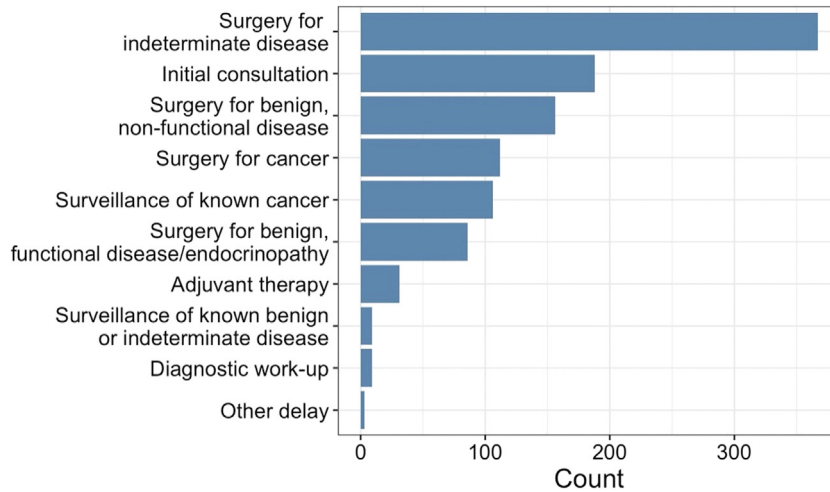 Surgery for
indeterminate disease
Initial consultation
Surgery for benign,
non-functional disease
Surgery for cancer
Surveillance of known cancer
Surgery for benign,
functional disease/endocrinopathy
Adjuvant therapy
Surveillance of known benign
or indeterminate disease
Diagnostic work-up
Other delay
0 100 200 300
Count